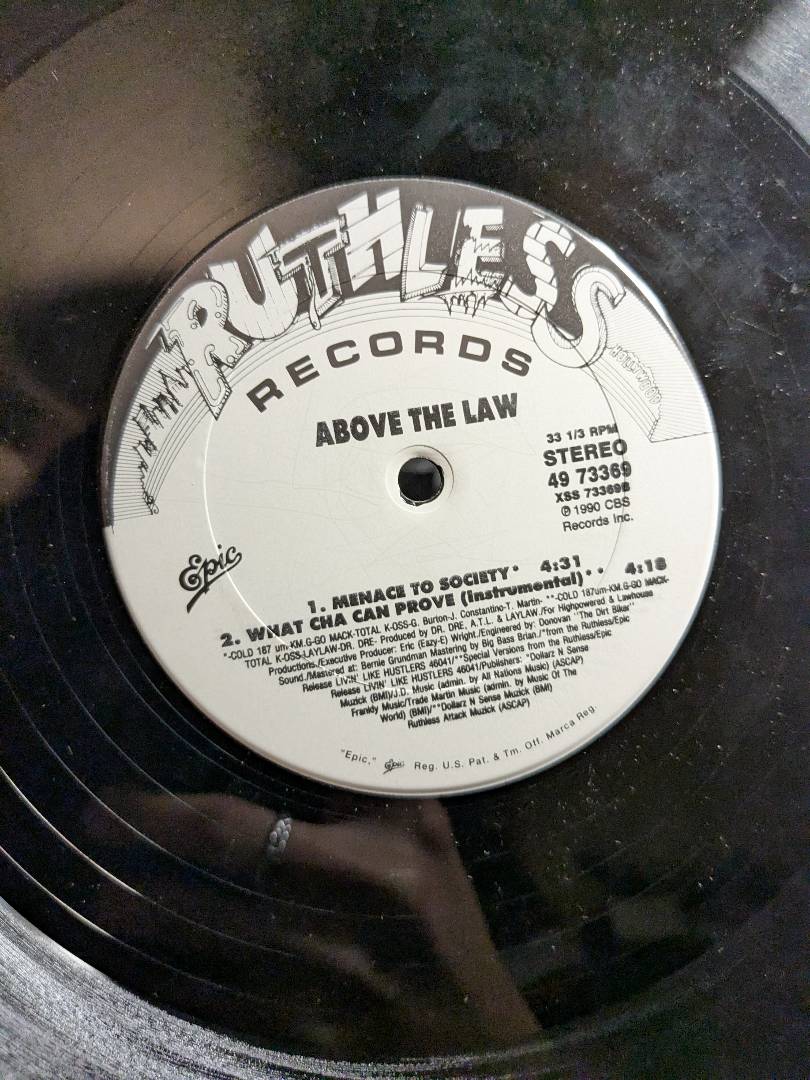 RUTHLESS
RECORDS
ABOVE THE LAW
33 1/3 RPM
STEREO
49 73369
XSS 73369B
℗ 1990 CBS
Records Inc.
Epic
1. MENACE TO SOCIETY* 4:31
2. WHAT CHA CAN PROVE (instrumental)** 4:18
*-COLD 187 um-KM.G-GO MACK-TOTAL K-OSS-G. Burton-J. Constantino-T. Martin- **-COLD 187um-KM.G-GO MACK-
TOTAL K-OSS-LAYLAW-DR. DRE- Produced by DR. DRE, A.T.L. & LAYLAW./For Highpowered & Lawhouse
Productions./Executive Producer: Eric (Eazy-E) Wright./Engineered by: Donovan "The Dirt Biker"
Sound./Mastered at: Bernie Grundman Mastering by Big Bass Brian./*from the Ruthless/Epic
Release LIVIN' LIKE HUSTLERS 46041/**Special Versions from the Ruthless/Epic
Release LIVIN' LIKE HUSTLERS 46041/Publishers: *Dollarz N Sense
Muzick (BMI)/J.D. Music (admin. by All Nations Music) (ASCAP)
Frankly Music/Trade Martin Music (admin. by Music Of The
World) (BMI)/**Dollarz N Sense Muzick (BMI)
Ruthless Attack Muzick (ASCAP)
"Epic," Epic Reg. U.S. Pat. & Tm. Off. Marca Reg.